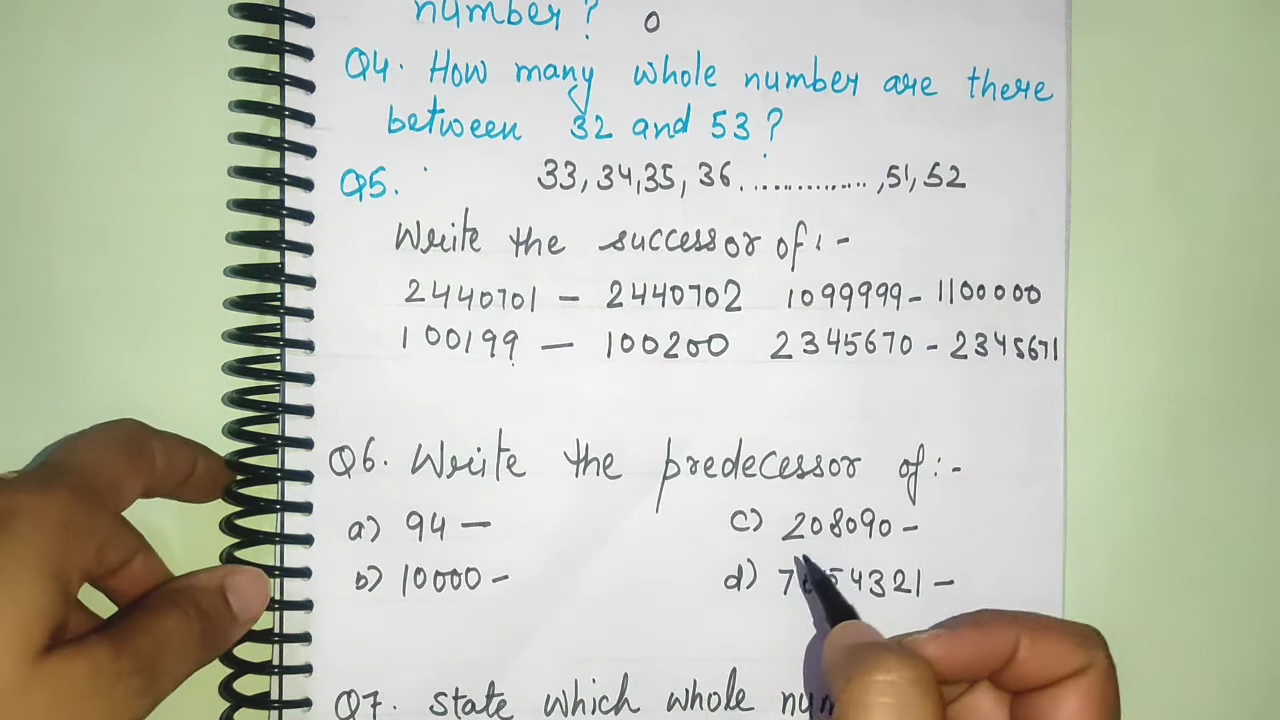 number? 0
Q4. How many whole number are there
between 32 and 53?
Q5. 33, 34, 35, 36..............., 51, 52
Write the successor of :-
2440701 - 2440702 1099999 - 1100000
100199 - 100200 2345670 - 2345671
Q6. Write the predecessor of :-
a) 94 - c) 208090 -
b) 10000 - d) 7654321 -
Q7. State which whole